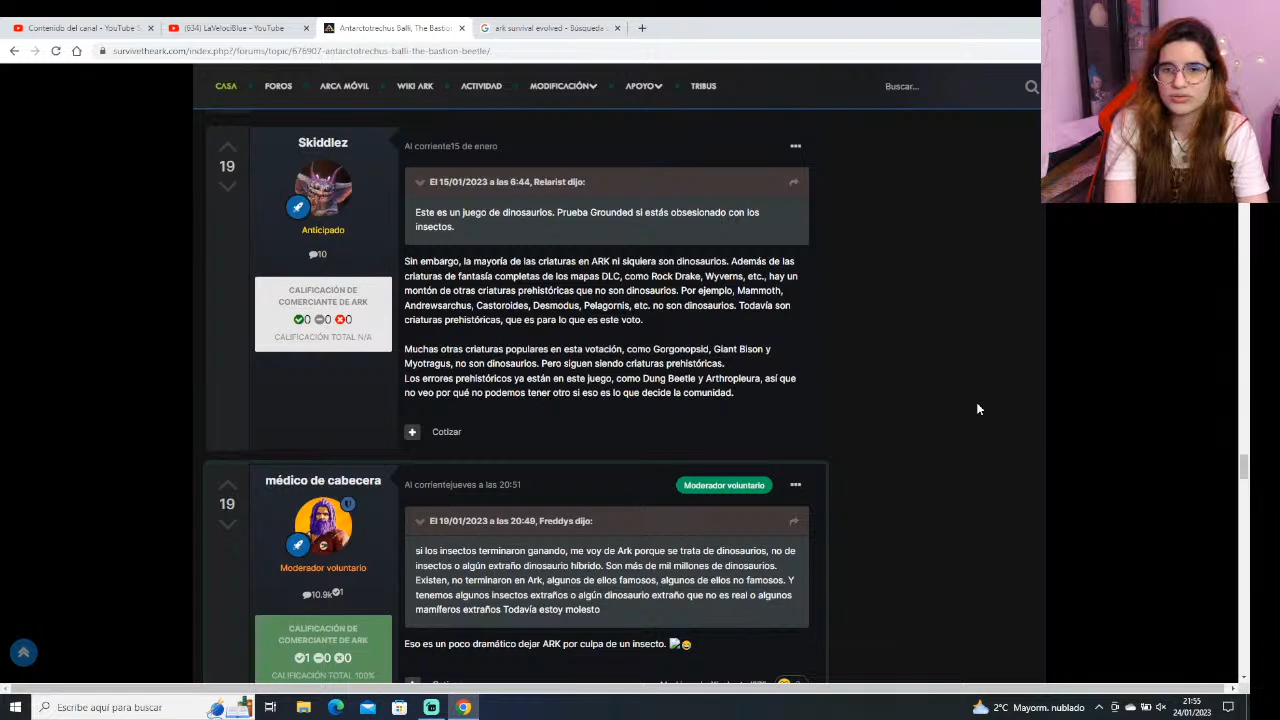 Contenido del canal - YouTube S
(634) LaVelociBlue - YouTube
Antarctotrechus Balli, The Bastio
ark survival evolved - Búsqueda
survivetheark.com/index.php?/forums/topic/676907-antarctotrechus-balli-the-bastion-beetle/
CASA FOROS ARCA MÓVIL WIKI ARK ACTIVIDAD MODIFICACIÓN APOYO TRIBUS Buscar...
Skiddlez
19
Anticipado
10
CALIFICACIÓN DE
COMERCIANTE DE ARK
0 0 0
CALIFICACIÓN TOTAL N/A
Al corriente15 de enero
El 15/01/2023 a las 6:44, Relarist dijo:
Este es un juego de dinosaurios. Prueba Grounded si estás obsesionado con los
insectos.
Sin embargo, la mayoría de las criaturas en ARK ni siquiera son dinosaurios. Además de las
criaturas de fantasía completas de los mapas DLC, como Rock Drake, Wyverns, etc., hay un
montón de otras criaturas prehistóricas que no son dinosaurios. Por ejemplo, Mammoth,
Andrewsarchus, Castoroides, Desmodus, Pelagornis, etc. no son dinosaurios. Todavía son
criaturas prehistóricas, que es para lo que es este voto.
Muchas otras criaturas populares en esta votación, como Gorgonopsid, Giant Bison y
Myotragus, no son dinosaurios. Pero siguen siendo criaturas prehistóricas.
Los errores prehistóricos ya están en este juego, como Dung Beetle y Arthropleura, así que
no veo por qué no podemos tener otro si eso es lo que decide la comunidad.
Cotizar
médico de cabecera
19
Moderador voluntario
10.9k 1
CALIFICACIÓN DE
COMERCIANTE DE ARK
1 0 0
CALIFICACIÓN TOTAL 100%
Al corrientejueves a las 20:51
Moderador voluntario
El 19/01/2023 a las 20:49, Freddys dijo:
si los insectos terminaron ganando, me voy de Ark porque se trata de dinosaurios, no de
insectos o algún extraño dinosaurio híbrido. Son más de mil millones de dinosaurios.
Existen, no terminaron en Ark, algunos de ellos famosos, algunos de ellos no famosos. Y
tenemos algunos insectos extraños o algún dinosaurio extraño que no es real o algunos
mamíferos extraños Todavía estoy molesto
Eso es un poco dramático dejar ARK por culpa de un insecto.
Escribe aquí para buscar
2°C Mayorm. nublado
21:55
24/01/2023